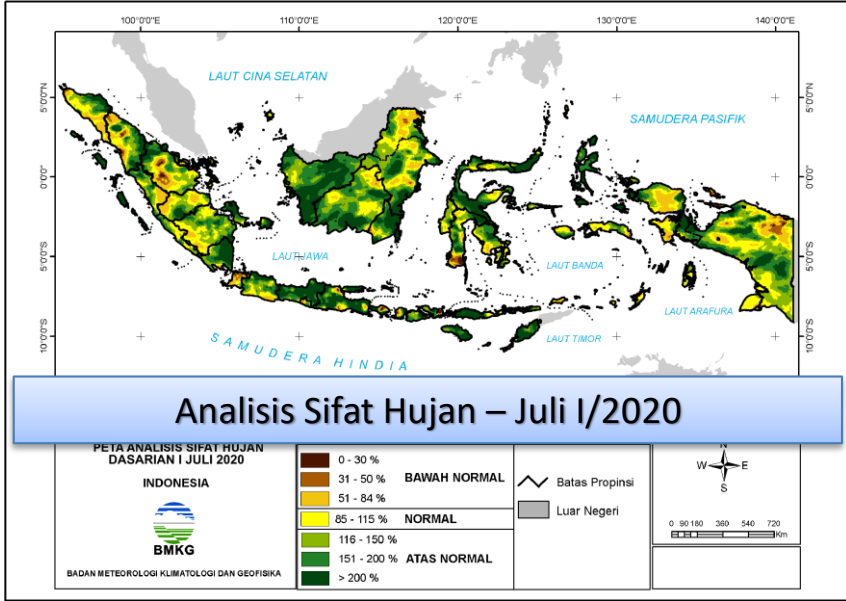 100°0'0"E 110°0'0"E 120°0'0"E 130°0'0"E 140°0'0"E
LAUT CINA SELATAN
SAMUDERA PASIFIK
5°0'0"N 5°0'0"N
0°0'0" 0°0'0"
5°0'0"S 5°0'0"S
10°0'0"S 10°0'0"S
LAUT JAWA
LAUT BANDA
LAUT ARAFURA
LAUT TIMOR
SAMUDERA HINDIA
Analisis Sifat Hujan – Juli I/2020
PETA ANALISIS SIFAT HUJAN
DASARIAN I JULI 2020
INDONESIA
BMKG
BADAN METEOROLOGI KLIMATOLOGI DAN GEOFISIKA
0 - 30 %
31 - 50 % BAWAH NORMAL
51 - 84 %
85 - 115 % NORMAL
116 - 150 %
151 - 200 % ATAS NORMAL
> 200 %
Batas Propinsi
Luar Negeri
N
W E
S
0 90 180 360 540 720
Km